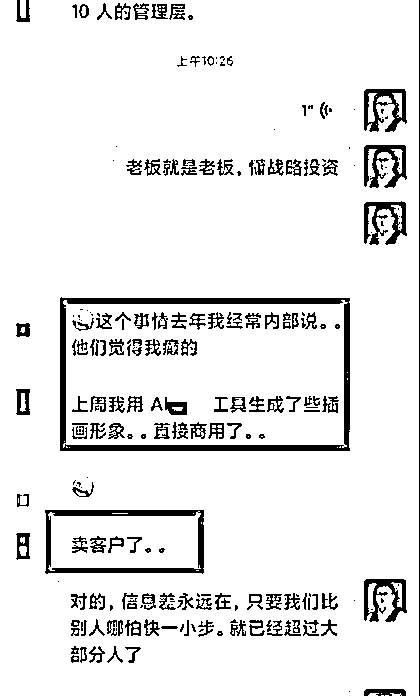 10 人的管理层。
上午10:26
1"
老板就是老板，懂战略投资
这个事情去年我经常内部说。。
他们觉得我癫的
上周我用 AI 工具生成了些插
画形象。。直接商用了。。
卖客户了。。
对的，信息差永远在，只要我们比
别人哪怕快一小步。就已经超过大
部分人了